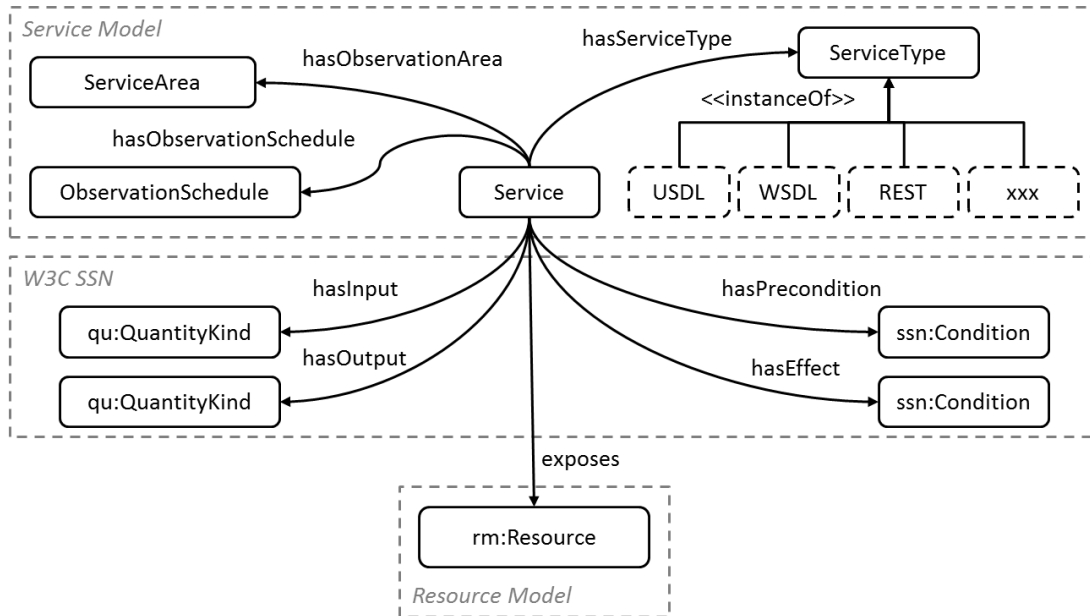 Service Model
hasServiceType
ServiceType
hasObservationArea
ServiceArea
<<instanceOf>>
hasObservationSchedule
ObservationSchedule
Service
USDL
WSDL
REST
xxx
W3C SSN
hasInput
hasPrecondition
qu:QuantityKind
ssn:Condition
hasOutput
hasEffect
qu:QuantityKind
ssn:Condition
exposes
rm:Resource
Resource Model